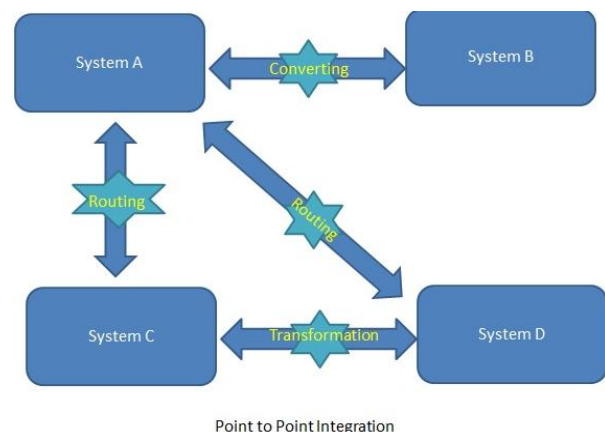 System A
Converting
System B
Routing
Routing
System C
Transformation
System D
Point to Point Integration